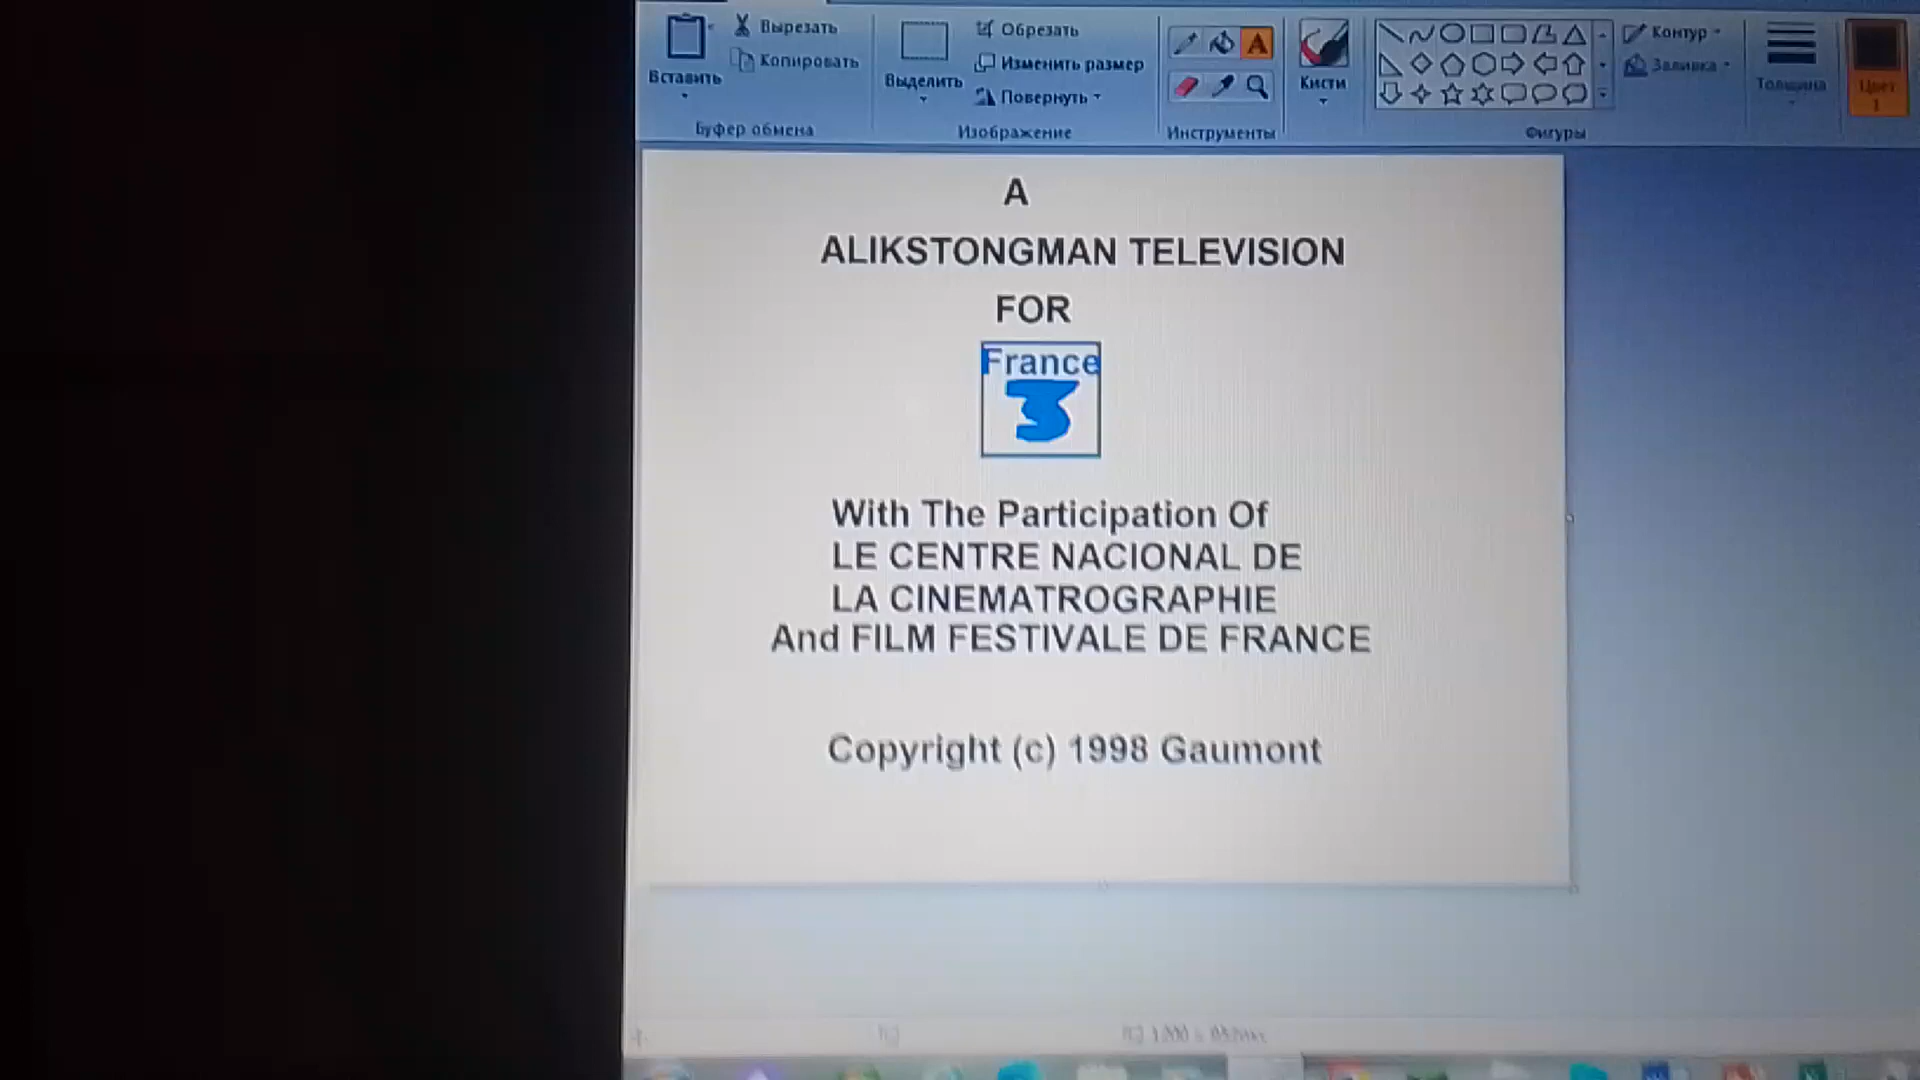 Вставить
Вырезать
Копировать
Буфер обмена
Выделить
Обрезать
Изменить размер
Повернуть
Изображение
A
Инструменты
Кисти
Фигуры
Контур
Заливка
Толщина
Цвет
1
A
ALIKSTONGMAN TELEVISION
FOR
France
3
With The Participation Of
LE CENTRE NACIONAL DE
LA CINEMATROGRAPHIE
And FILM FESTIVALE DE FRANCE
Copyright (c) 1998 Gaumont